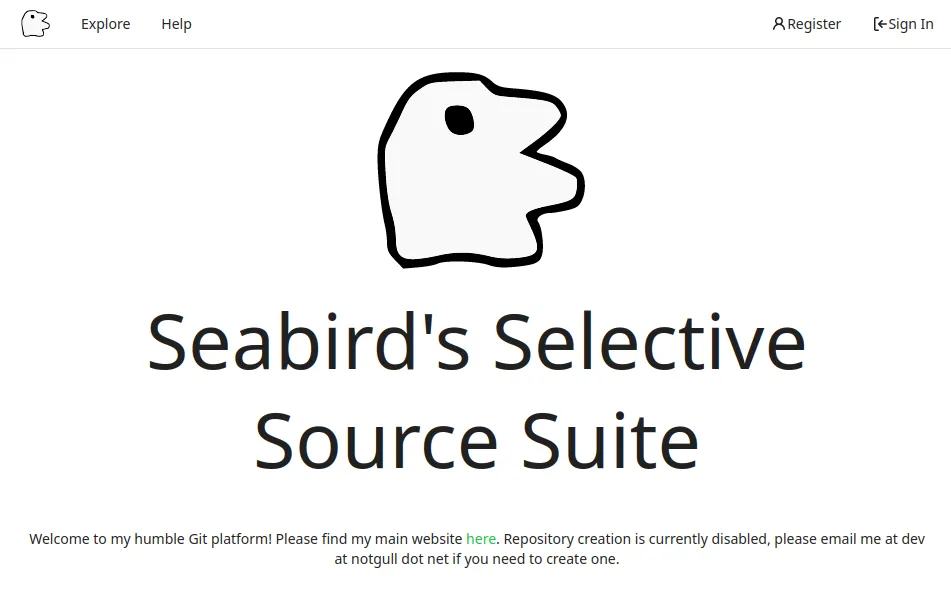 Explore Help Register Sign In
Seabird's Selective
Source Suite
Welcome to my humble Git platform! Please find my main website here. Repository creation is currently disabled, please email me at dev
at notgull dot net if you need to create one.